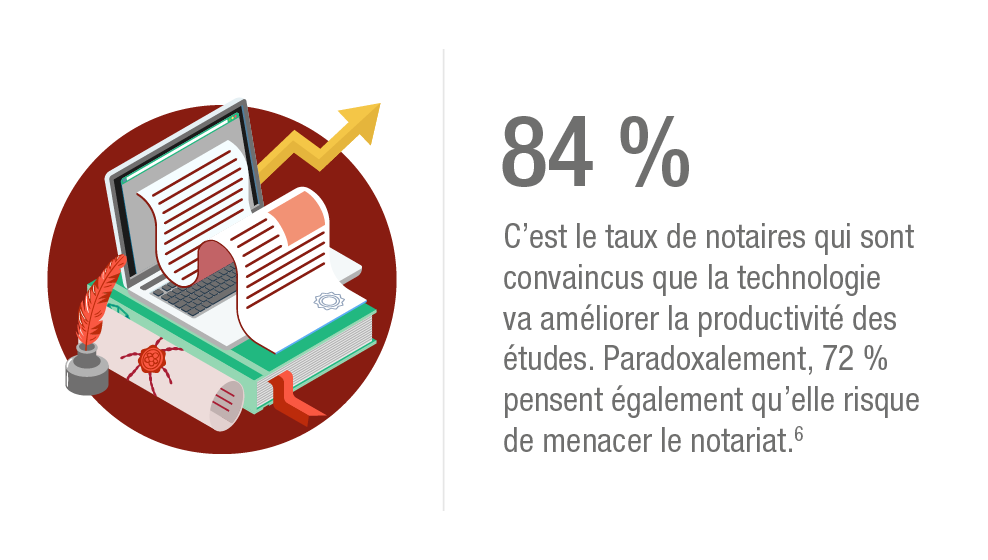 84 %
C’est le taux de notaires qui sont
convaincus que la technologie
va améliorer la productivité des
études. Paradoxalement, 72 %
pensent également qu’elle risque
de menacer le notariat.6